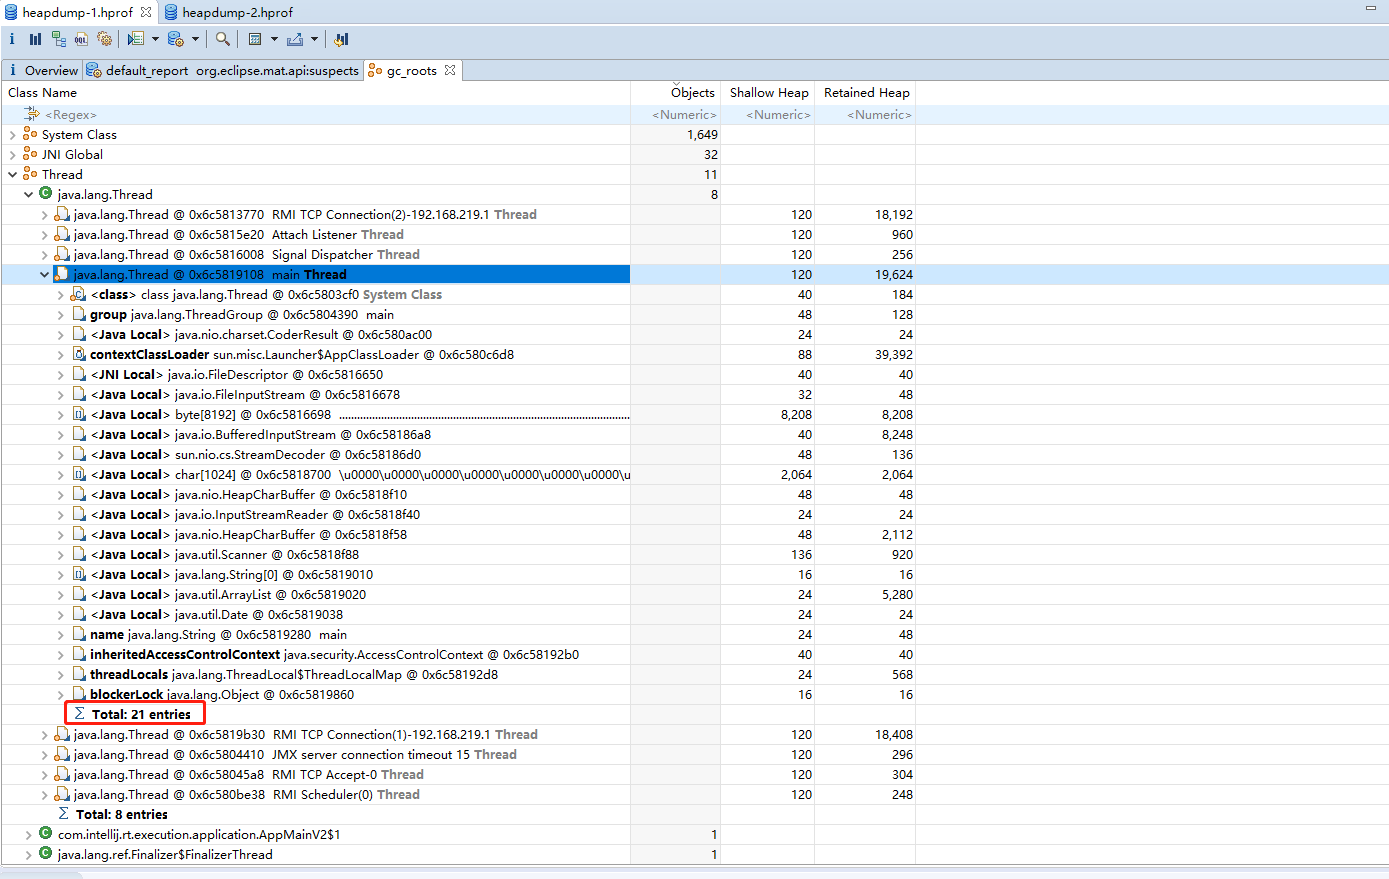 heapdump-1.hprof heapdump-2.hprof
i OQL
i Overview default_report org.eclipse.mat.api:suspects gc_roots
Class Name Objects Shallow Heap Retained Heap
<Regex> <Numeric> <Numeric> <Numeric>
System Class 1,649
JNI Global 32
Thread 11
java.lang.Thread 8
java.lang.Thread @ 0x6c5813770 RMI TCP Connection(2)-192.168.219.1 Thread 120 18,192
java.lang.Thread @ 0x6c5815e20 Attach Listener Thread 120 960
java.lang.Thread @ 0x6c5816008 Signal Dispatcher Thread 120 256
java.lang.Thread @ 0x6c5819108 main Thread 120 19,624
<class> class java.lang.Thread @ 0x6c5803cf0 System Class 40 184
group java.lang.ThreadGroup @ 0x6c5804390 main 48 128
<Java Local> java.nio.charset.CoderResult @ 0x6c580ac00 24 24
contextClassLoader sun.misc.Launcher$AppClassLoader @ 0x6c580c6d8 88 39,392
<JNI Local> java.io.FileDescriptor @ 0x6c5816650 40 40
<Java Local> java.io.FileInputStream @ 0x6c5816678 32 48
<Java Local> byte[8192] @ 0x6c5816698 ................................................................................................ 8,208 8,208
<Java Local> java.io.BufferedInputStream @ 0x6c58186a8 40 8,248
<Java Local> sun.nio.cs.StreamDecoder @ 0x6c58186d0 48 136
<Java Local> char[1024] @ 0x6c5818700 \u0000\u0000\u0000\u0000\u0000\u0000\u0000\u 2,064 2,064
<Java Local> java.nio.HeapCharBuffer @ 0x6c5818f10 48 48
<Java Local> java.io.InputStreamReader @ 0x6c5818f40 24 24
<Java Local> java.nio.HeapCharBuffer @ 0x6c5818f58 48 2,112
<Java Local> java.util.Scanner @ 0x6c5818f88 136 920
<Java Local> java.lang.String[0] @ 0x6c5819010 16 16
<Java Local> java.util.ArrayList @ 0x6c5819020 24 5,280
<Java Local> java.util.Date @ 0x6c5819038 24 24
name java.lang.String @ 0x6c5819280 main 24 48
inheritedAccessControlContext java.security.AccessControlContext @ 0x6c58192b0 40 40
threadLocals java.lang.ThreadLocal$ThreadLocalMap @ 0x6c58192d8 24 568
blockerLock java.lang.Object @ 0x6c5819860 16 16
Σ Total: 21 entries
java.lang.Thread @ 0x6c5819b30 RMI TCP Connection(1)-192.168.219.1 Thread 120 18,408
java.lang.Thread @ 0x6c5804410 JMX server connection timeout 15 Thread 120 296
java.lang.Thread @ 0x6c58045a8 RMI TCP Accept-0 Thread 120 304
java.lang.Thread @ 0x6c580be38 RMI Scheduler(0) Thread 120 248
Σ Total: 8 entries
com.intellij.rt.execution.application.AppMainV2$1 1
java.lang.ref.Finalizer$FinalizerThread 1